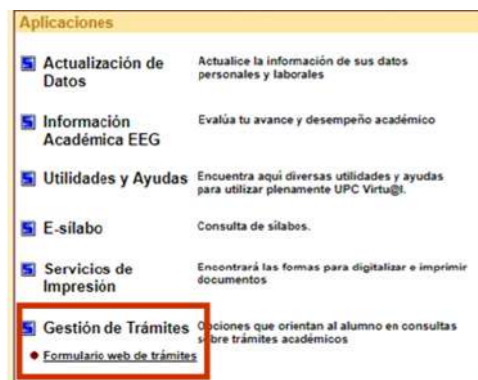 Aplicaciones
Actualización de Datos
Actualice la información de sus datos
personales y laborales
Información
Académica EEG
Evalúa tu avance y desempeño académico
Utilidades y Ayudas
Encuentra aquí diversas utilidades y ayudas
para utilizar plenamente UPC Virtu@l.
E-sílabo
Consulta de sílabos.
Servicios de
Impresión
Encontrará las formas para digitalizar e imprimir
documentos
Gestión de Trámites
Opciones que orientan al alumno en consultas
sobre trámites académicos
Formulario web de trámites